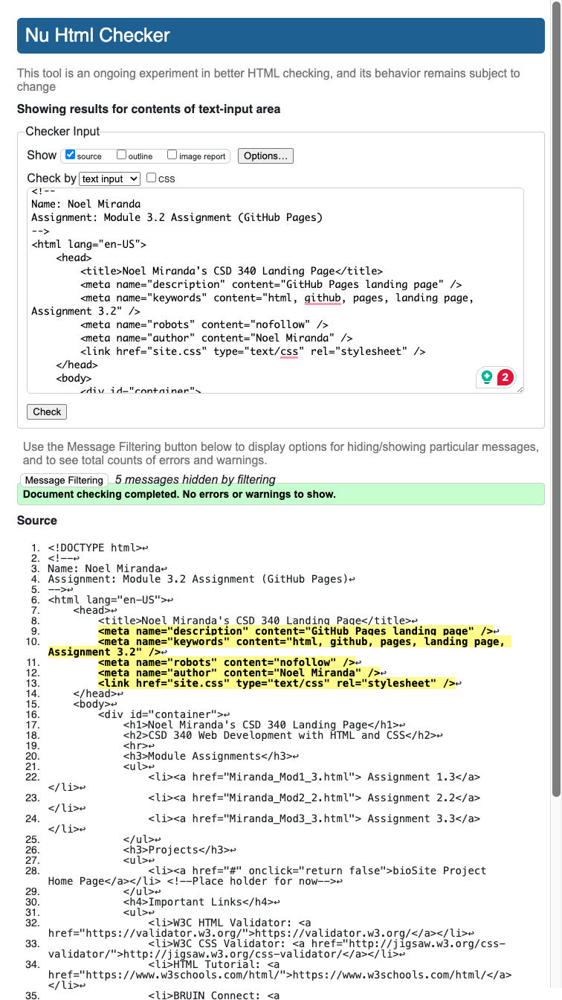 Nu Html Checker
This tool is an ongoing experiment in better HTML checking, and its behavior remains subject to
change
Showing results for contents of text-input area
Checker Input
Show source outline image report Options...
Check by text input CSS
<!--
Name: Noel Miranda
Assignment: Module 3.2 Assignment (GitHub Pages)
-->
<html lang="en-US">
    <head>
        <title>Noel Miranda's CSD 340 Landing Page</title>
        <meta name="description" content="GitHub Pages landing page" />
        <meta name="keywords" content="html, github, pages, landing page,
Assignment 3.2" />
        <meta name="robots" content="nofollow" />
        <meta name="author" content="Noel Miranda" />
        <link href="site.css" type="text/css" rel="stylesheet" />
    </head>
    <body>
        <div id="container">
2
Check
Use the Message Filtering button below to display options for hiding/showing particular messages,
and to see total counts of errors and warnings.
Message Filtering 5 messages hidden by filtering
Document checking completed. No errors or warnings to show.
Source
1. <!DOCTYPE html>↩
2. <!--↩
3. Name: Noel Miranda↩
4. Assignment: Module 3.2 Assignment (GitHub Pages)↩
5. -->↩
6. <html lang="en-US">↩
7.     <head>↩
8.         <title>Noel Miranda's CSD 340 Landing Page</title>↩
9.         <meta name="description" content="GitHub Pages landing page" />↩
10.         <meta name="keywords" content="html, github, pages, landing page,
Assignment 3.2" />↩
11.         <meta name="robots" content="nofollow" />↩
12.         <meta name="author" content="Noel Miranda" />↩
13.         <link href="site.css" type="text/css" rel="stylesheet" />↩
14.     </head>↩
15.     <body>↩
16.         <div id="container">↩
17.             <h1>Noel Miranda's CSD 340 Landing Page</h1>↩
18.             <h2>CSD 340 Web Development with HTML and CSS</h2>↩
19.             <hr>↩
20.             <h3>Module Assignments</h3>↩
21.             <ul>↩
22.                 <li><a href="Miranda_Mod1_3.html"> Assignment 1.3</a>
</li>↩
23.                 <li><a href="Miranda_Mod2_2.html"> Assignment 2.2</a>
</li>↩
24.                 <li><a href="Miranda_Mod3_3.html"> Assignment 3.3</a>
</li>↩
25.             </ul>↩
26.             <h3>Projects</h3>↩
27.             <ul>↩
28.                 <li><a href="#" onclick="return false">bioSite Project
Home Page</a></li> <!--Place holder for now-->↩
29.             </ul>↩
30.             <h4>Important Links</h4>↩
31.             <ul>↩
32.                 <li>W3C HTML Validator: <a
href="https://validator.w3.org/">https://validator.w3.org/</a></li>↩
33.                 <li>W3C CSS Validator: <a href="http://jigsaw.w3.org/css-
validator/">http://jigsaw.w3.org/css-validator/</a></li>↩
34.                 <li>HTML Tutorial: <a
href="https://www.w3schools.com/html/">https://www.w3schools.com/html/</a>
</li>↩
35.                 <li>BRUIN Connect: <a